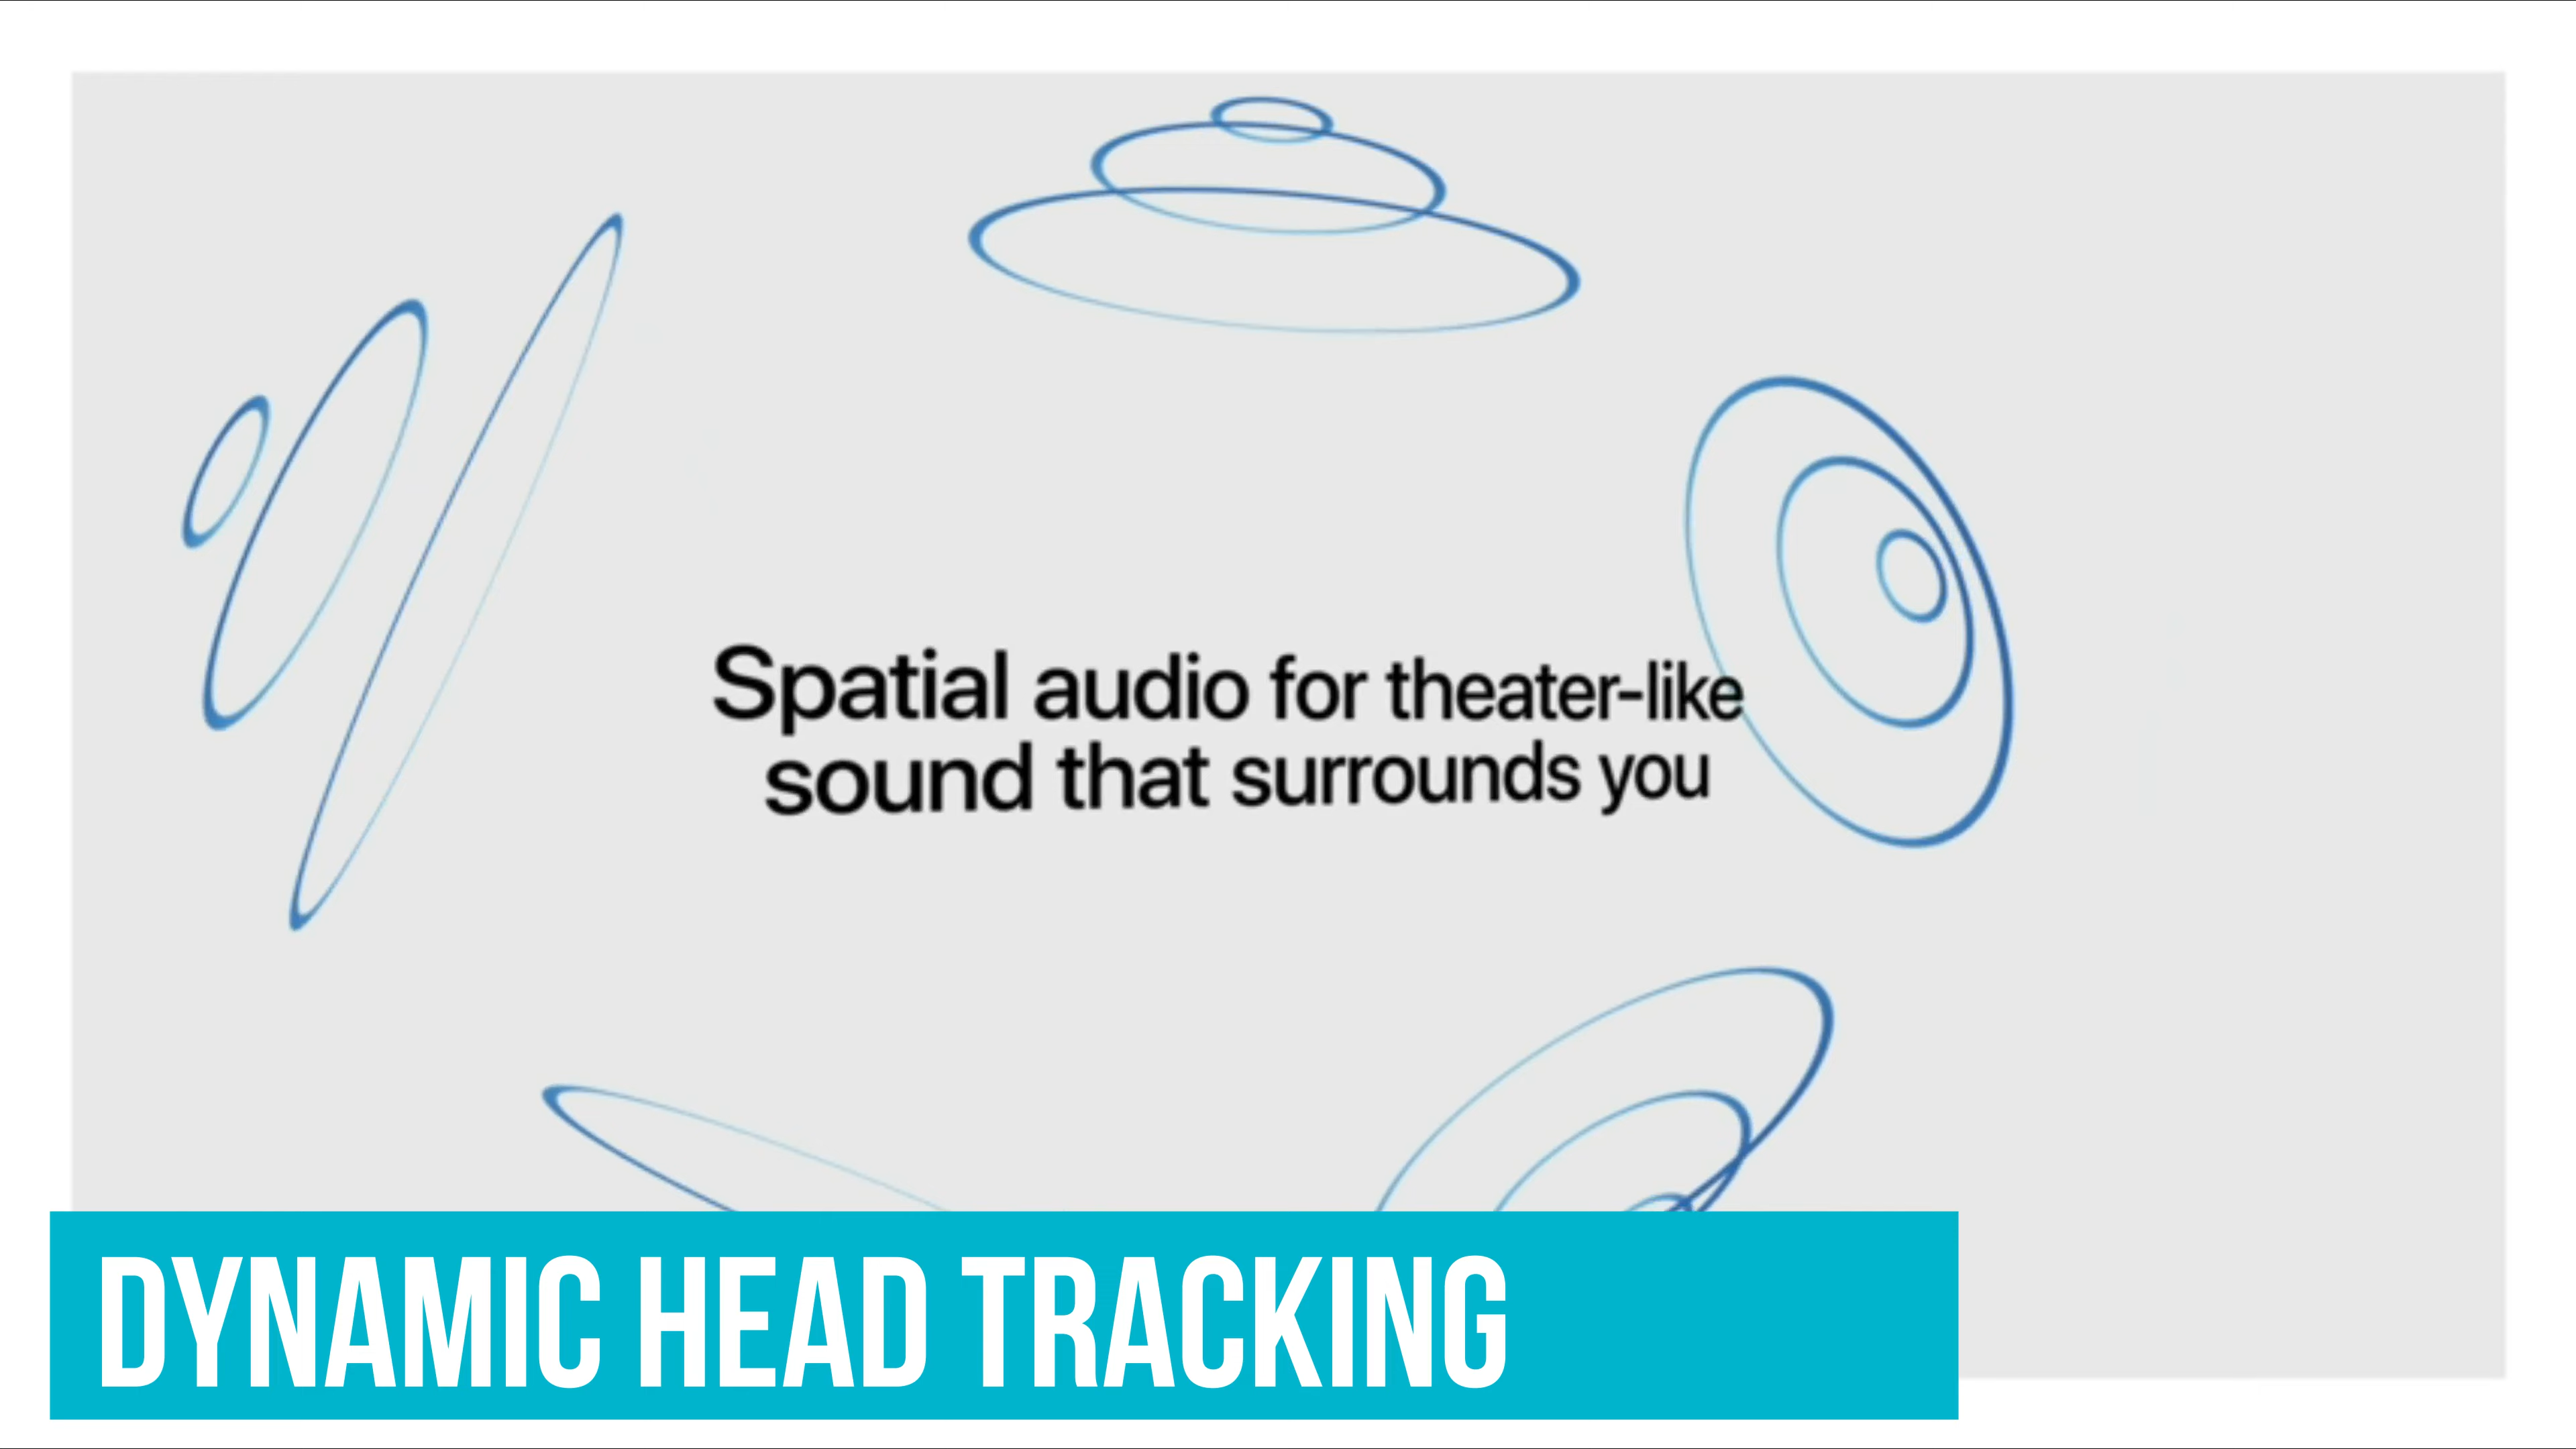 Spatial audio for theater-like
sound that surrounds you
DYNAMIC HEAD TRACKING